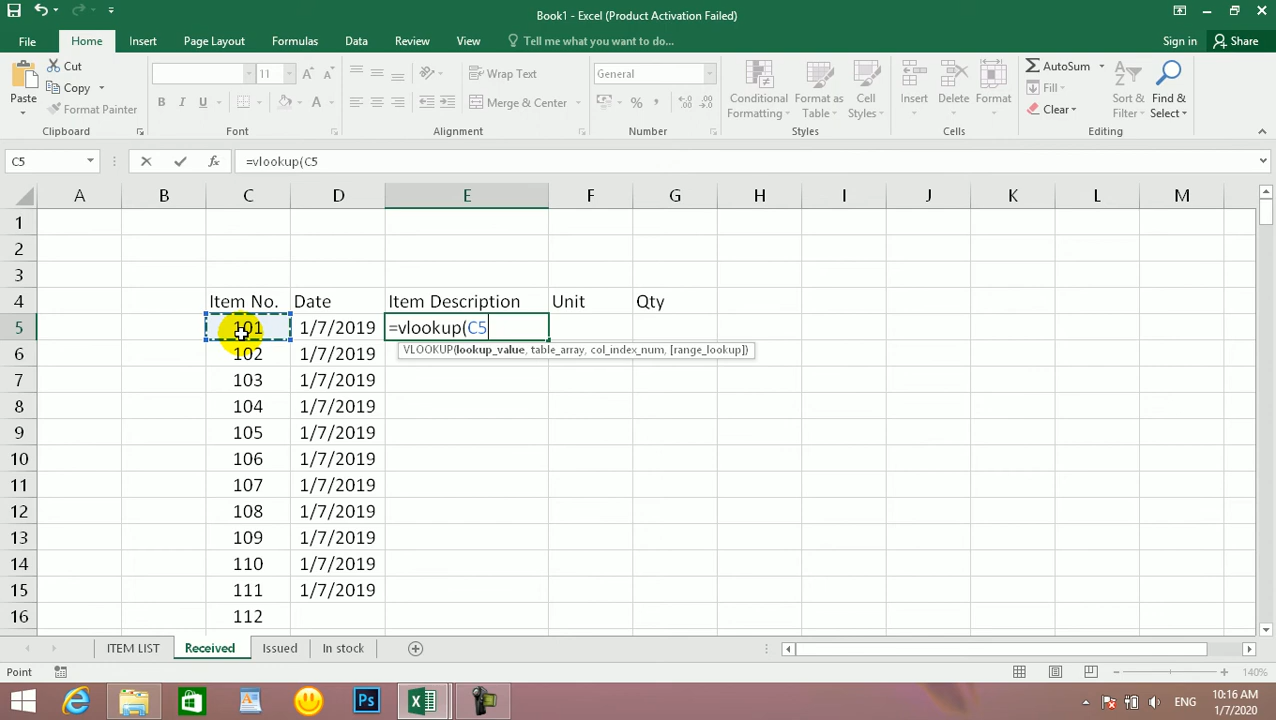 Book1 - Excel (Product Activation Failed)
File Home Insert Page Layout Formulas Data Review View Tell me what you want to do... Sign in Share
Paste Cut Copy Format Painter Clipboard
11 B I U A A A Font
Wrap Text Merge & Center Alignment
General % , Number
Conditional Formatting Format as Table Cell Styles Styles
Insert Delete Format Cells
AutoSum Fill Clear Sort & Filter Find & Select Editing
C5 fx =vlookup(C5
A B C D E F G H I J K L M
1
2
3
4 Item No. Date Item Description Unit Qty
5 101 1/7/2019 =vlookup(C5
VLOOKUP(lookup_value, table_array, col_index_num, [range_lookup])
6 102 1/7/2019
7 103 1/7/2019
8 104 1/7/2019
9 105 1/7/2019
10 106 1/7/2019
11 107 1/7/2019
12 108 1/7/2019
13 109 1/7/2019
14 110 1/7/2019
15 111 1/7/2019
16 112
ITEM LIST Received Issued In stock
Point 140%
Ps ENG 10:16 AM
1/7/2020